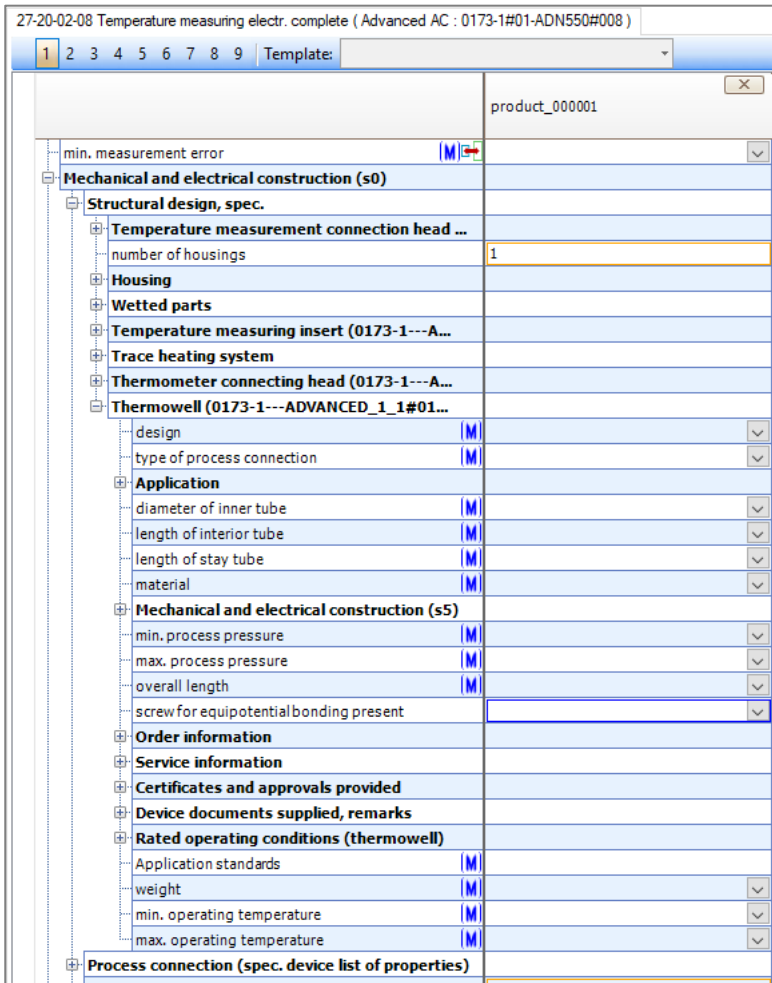 27-20-02-08 Temperature measuring electr. complete ( Advanced AC : 0173-1#01-ADN550#008 )
1 2 3 4 5 6 7 8 9 Template:
product_000001
min. measurement error (M)
Mechanical and electrical construction (s0)
Structural design, spec.
Temperature measurement connection head ...
number of housings 1
Housing
Wetted parts
Temperature measuring insert (0173-1---A...
Trace heating system
Thermometer connecting head (0173-1---A...
Thermowell (0173-1---ADVANCED_1_1#01...
design (M)
type of process connection (M)
Application
diameter of inner tube (M)
length of interior tube (M)
length of stay tube (M)
material (M)
Mechanical and electrical construction (s5)
min. process pressure (M)
max. process pressure (M)
overall length (M)
screw for equipotential bonding present
Order information
Service information
Certificates and approvals provided
Device documents supplied, remarks
Rated operating conditions (thermowell)
Application standards (M)
weight (M)
min. operating temperature (M)
max. operating temperature (M)
Process connection (spec. device list of properties)